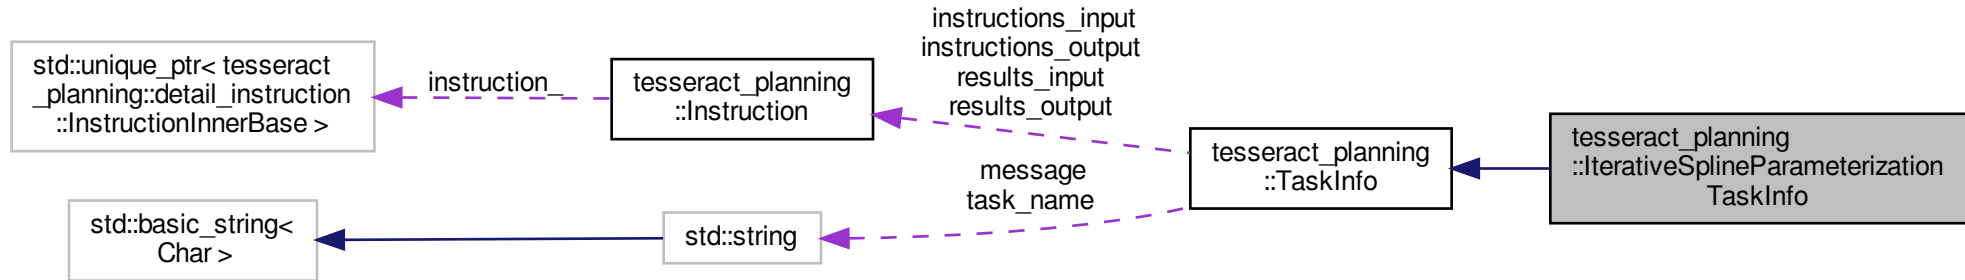 std::unique_ptr< tesseract
_planning::detail_instruction
::InstructionInnerBase >
instruction_
tesseract_planning
::Instruction
instructions_input
instructions_output
results_input
results_output
std::basic_string<
Char >
std::string
message
task_name
tesseract_planning
::TaskInfo
tesseract_planning
::IterativeSplineParameterization
TaskInfo